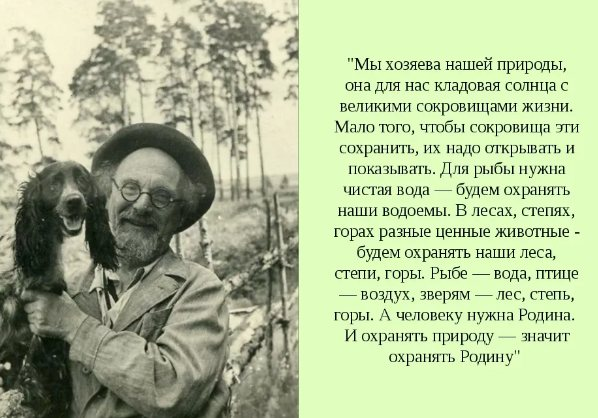 "Мы хозяева нашей природы,
она для нас кладовая солнца с
великими сокровищами жизни.
Мало того, чтобы сокровища эти
сохранить, их надо открывать и
показывать. Для рыбы нужна
чистая вода — будем охранять
наши водоемы. В лесах, степях,
горах разные ценные животные -
будем охранять наши леса,
степи, горы. Рыбе — вода, птице
— воздух, зверям — лес, степь,
горы. А человеку нужна Родина.
И охранять природу — значит
охранять Родину"